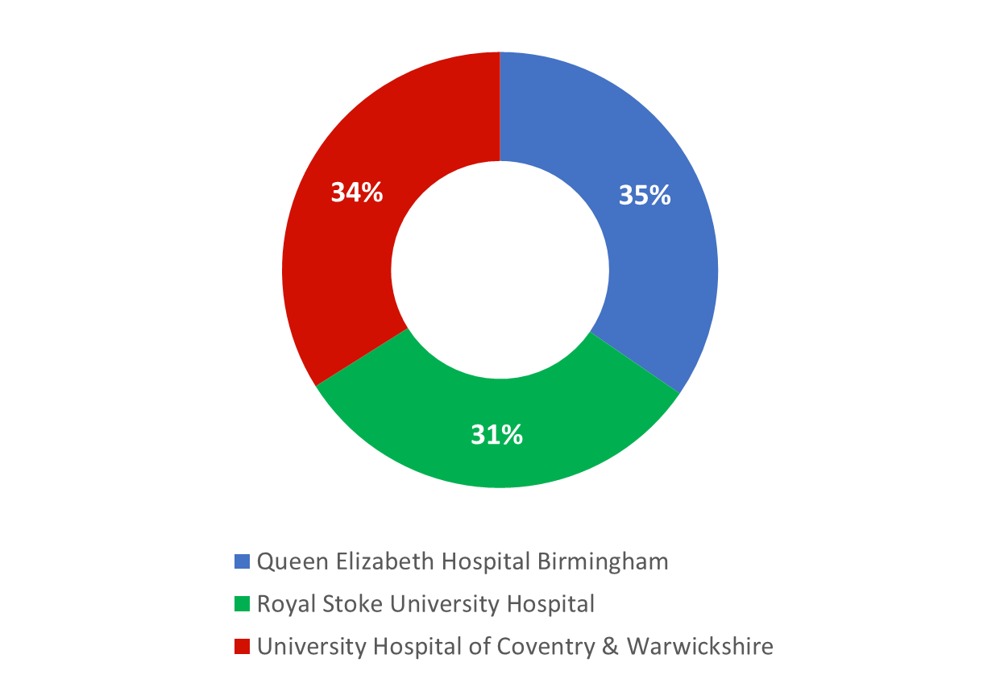 34%
35%
31%
Queen Elizabeth Hospital Birmingham
Royal Stoke University Hospital
University Hospital of Coventry & Warwickshire